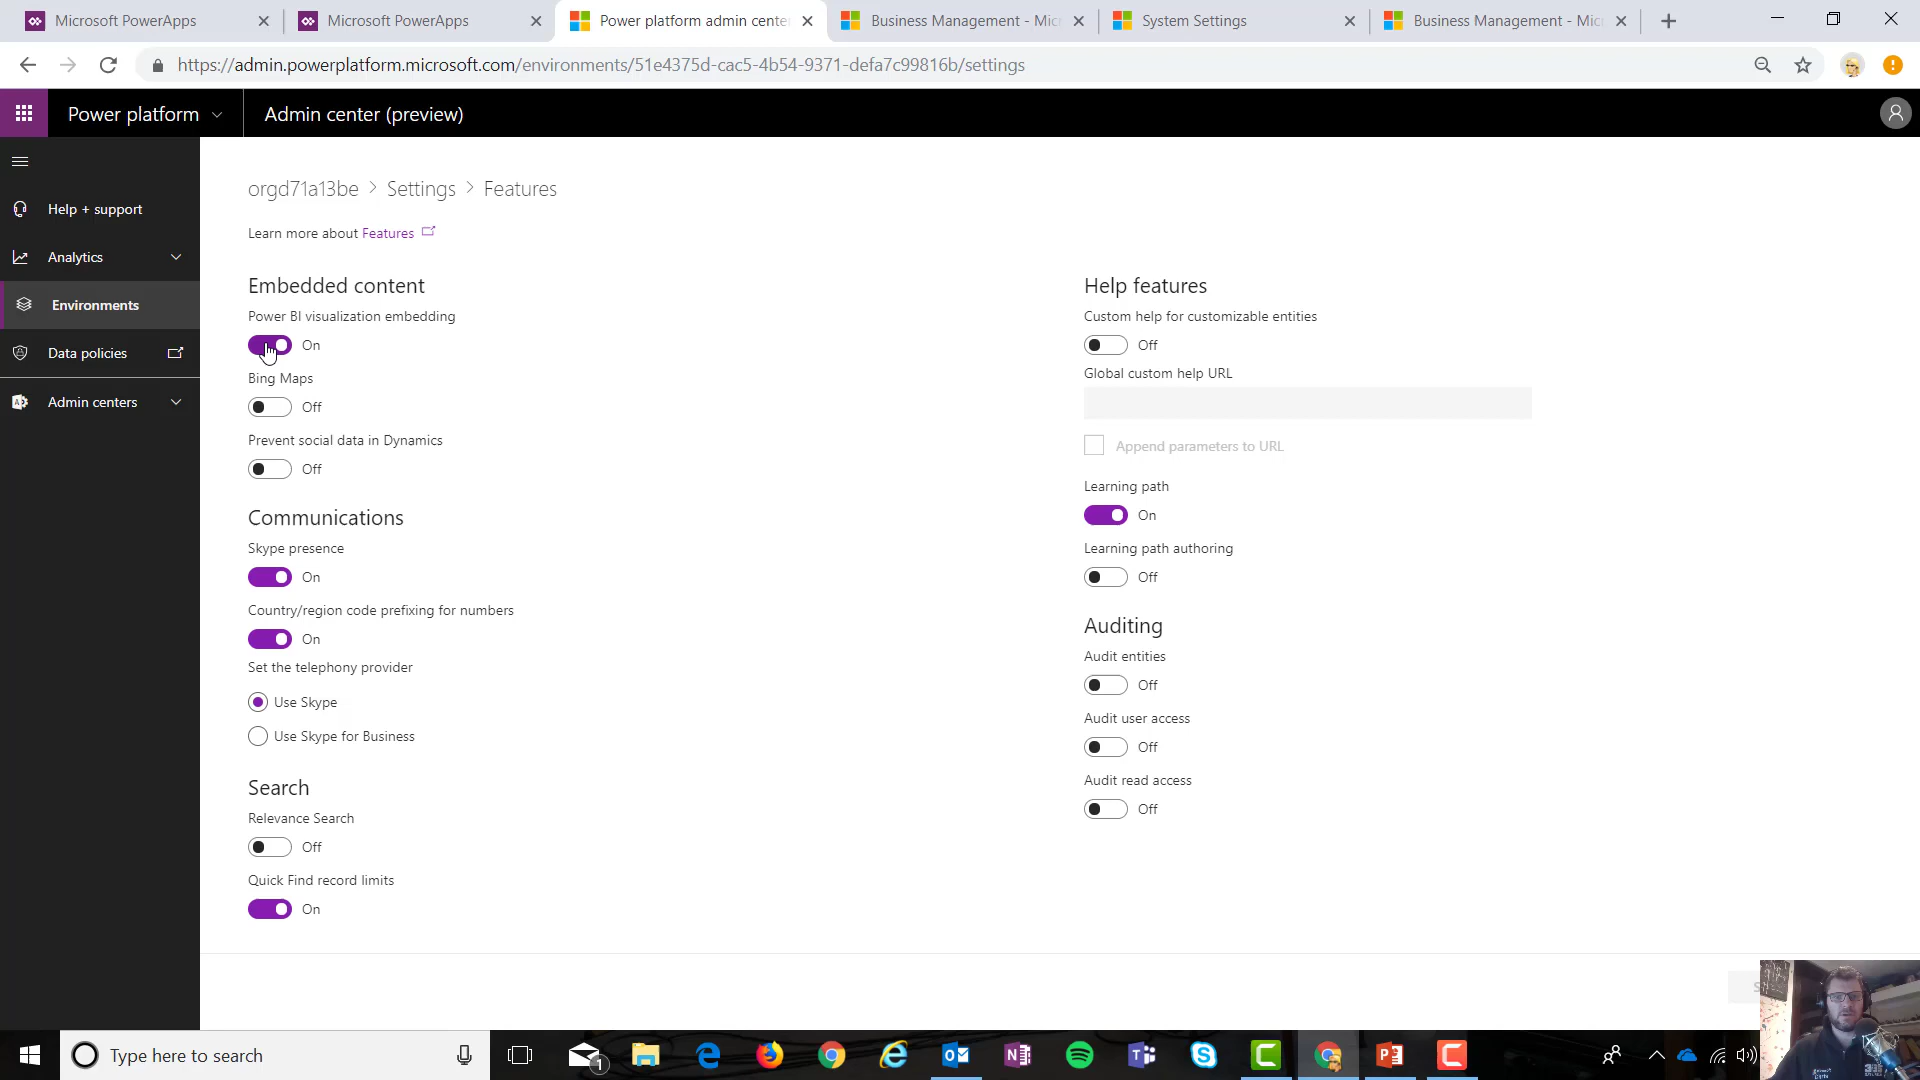 Microsoft PowerApps
Microsoft PowerApps
Power platform admin cente
Business Management - Mic
System Settings
Business Management - Mic
https://admin.powerplatform.microsoft.com/environments/51e4375d-cac5-4b54-9371-defa7c99816b/settings
Power platform
Admin center (preview)
Help + support
Analytics
Environments
Data policies
Admin centers
orgd71a13be > Settings > Features
Learn more about Features
Embedded content
Power BI visualization embedding
On
Bing Maps
Off
Prevent social data in Dynamics
Off
Communications
Skype presence
On
Country/region code prefixing for numbers
On
Set the telephony provider
Use Skype
Use Skype for Business
Search
Relevance Search
Off
Quick Find record limits
On
Help features
Custom help for customizable entities
Off
Global custom help URL
Append parameters to URL
Learning path
On
Learning path authoring
Off
Auditing
Audit entities
Off
Audit user access
Off
Audit read access
Off
Type here to search
1